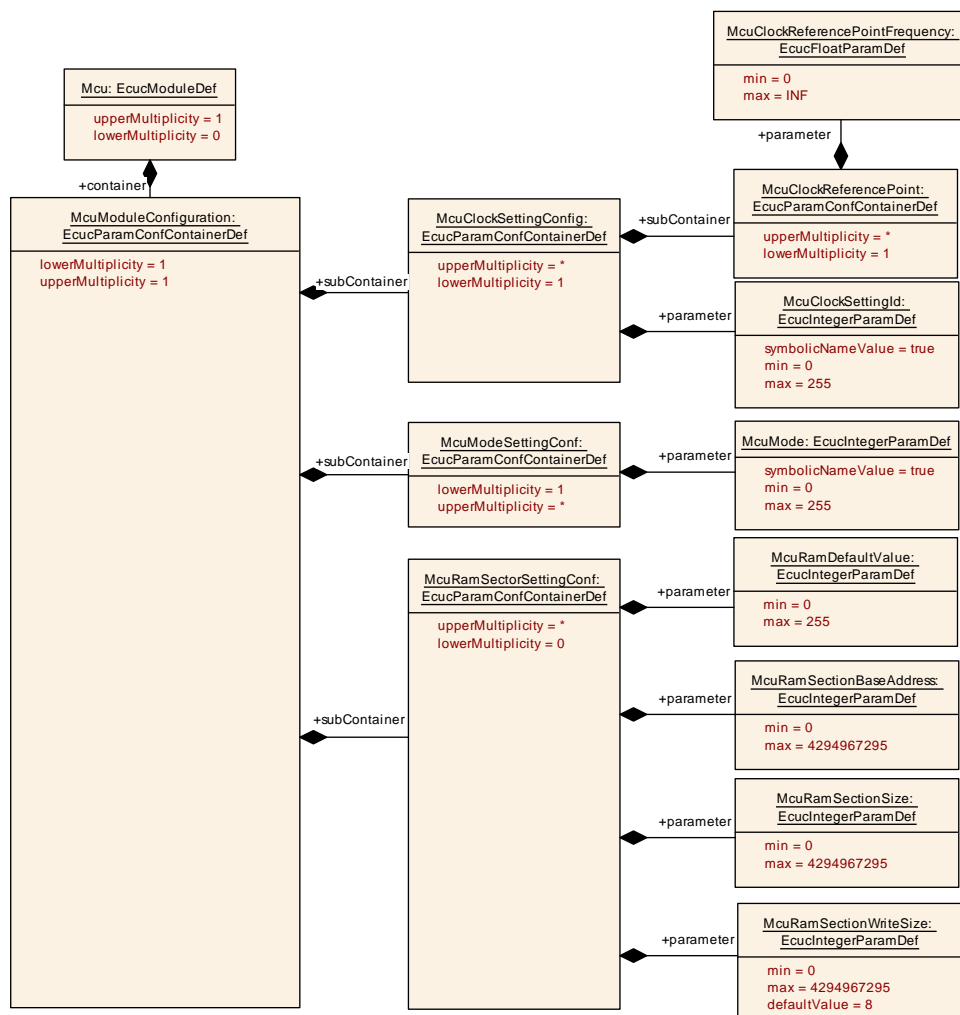 McuClockReferencePointFrequency:
EcucFloatParamDef
min = 0
max = INF
Mcu: EcucModuleDef
upperMultiplicity = 1
lowerMultiplicity = 0
+container
+parameter
McuModuleConfiguration:
EcucParamConfContainerDef
lowerMultiplicity = 1
upperMultiplicity = 1
+subContainer
McuClockSettingConfig:
EcucParamConfContainerDef
upperMultiplicity = *
lowerMultiplicity = 1
+subContainer
McuClockReferencePoint:
EcucParamConfContainerDef
upperMultiplicity = *
lowerMultiplicity = 1
+parameter
McuClockSettingId:
EcucIntegerParamDef
symbolicNameValue = true
min = 0
max = 255
+subContainer
McuModeSettingConf:
EcucParamConfContainerDef
lowerMultiplicity = 1
upperMultiplicity = *
+parameter
McuMode: EcucIntegerParamDef
symbolicNameValue = true
min = 0
max = 255
+subContainer
McuRamSectorSettingConf:
EcucParamConfContainerDef
upperMultiplicity = *
lowerMultiplicity = 0
+parameter
McuRamDefaultValue:
EcucIntegerParamDef
min = 0
max = 255
+parameter
McuRamSectionBaseAddress:
EcucIntegerParamDef
min = 0
max = 4294967295
+parameter
McuRamSectionSize:
EcucIntegerParamDef
min = 0
max = 4294967295
+parameter
McuRamSectionWriteSize:
EcucIntegerParamDef
min = 0
max = 4294967295
defaultValue = 8